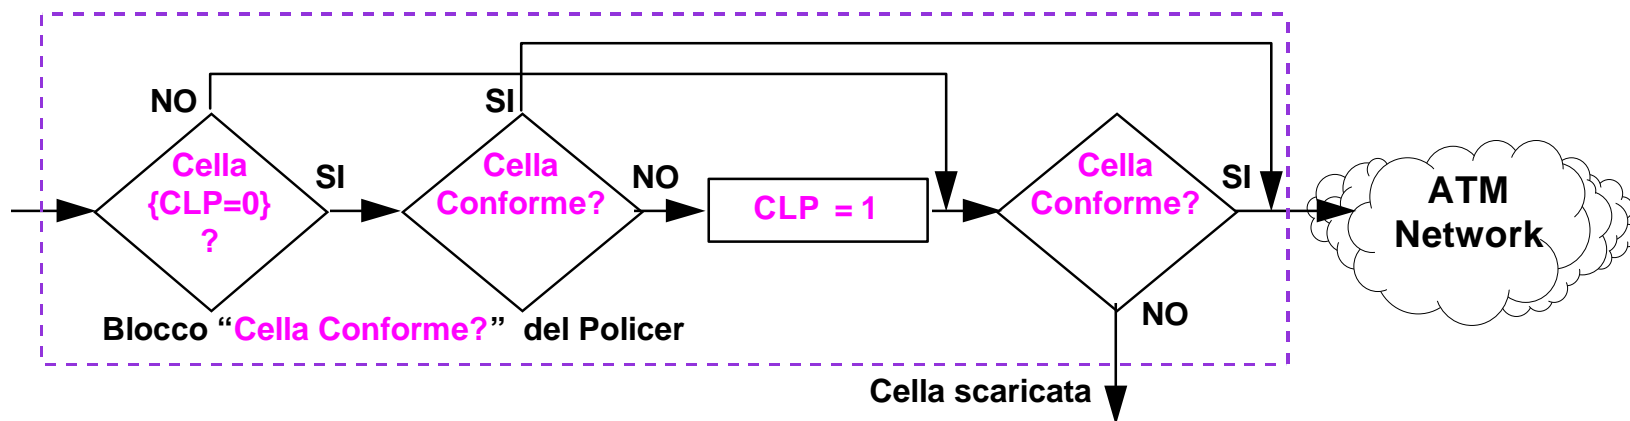 NO
SI
Cella
{CLP=0}
?
SI
Cella
Conforme?
NO
CLP = 1
Cella
Conforme?
SI
NO
ATM
Network
Blocco “Cella Conforme?” del Policer
Cella scaricata